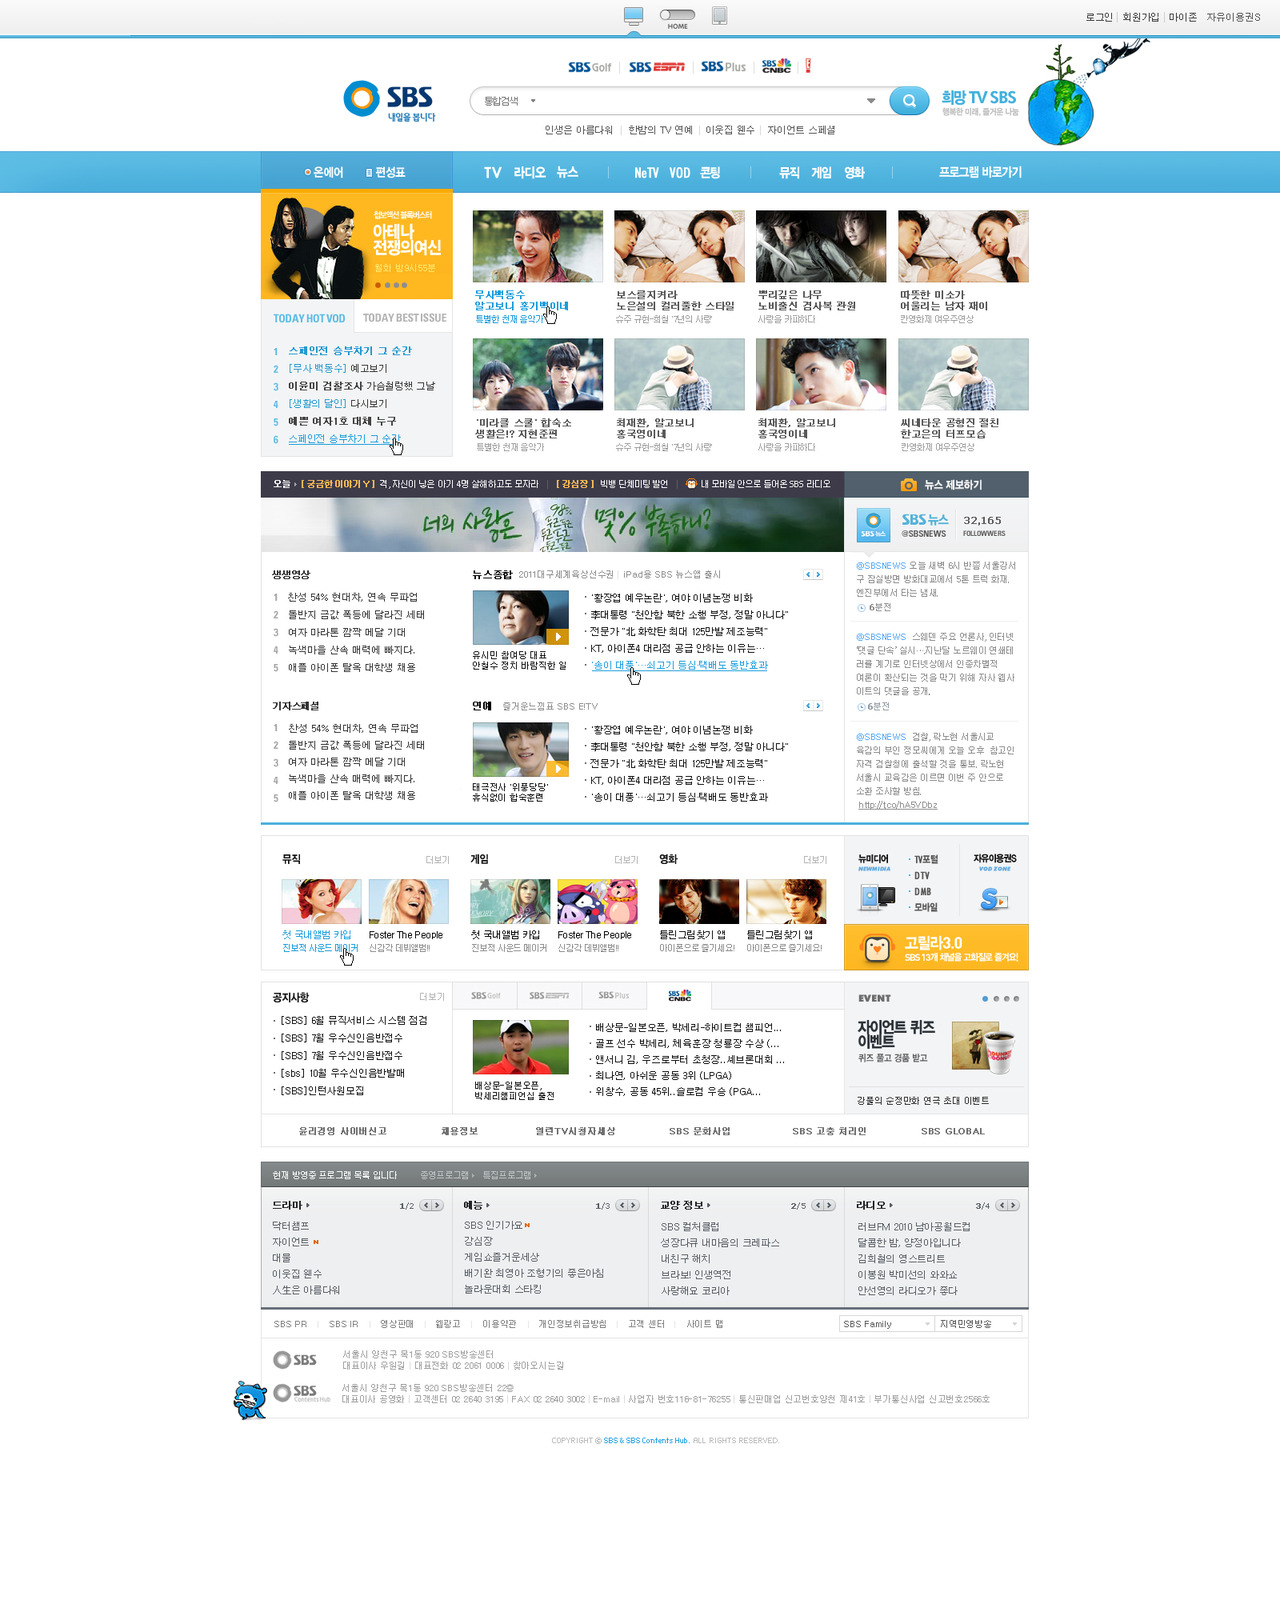 로그인 | 회원가입 | 마이존 자유이용권S
HOME
SBS Golf | SBS ESPN | SBS Plus | SBS CNBC
SBS
내일을 봅니다
통합검색
희망 TV SBS
행복한 미래, 즐거운 나눔
인생은 아름다워 | 한밤의 TV 연예 | 이웃집 웬수 | 자이언트 스페셜
온에어 편성표
TV 라디오 뉴스 | NeTV VOD 콘팅 | 뮤직 게임 영화 | 프로그램 바로가기
첩보액션 블록버스터
아테나
전쟁의여신
월화 밤9시55분
TODAY HOT VOD TODAY BEST ISSUE
1 스페인전 승부차기 그 순간
2 [무사 백동수] 예고보기
3 이윤미 검찰조사 가슴철렁했 그날
4 [생활의 달인] 다시보기
5 예쁜 여자1호 대체 누구
6 스페인전 승부차기 그 순간
무사백동수
알고보니 홍기빡이네
특별한 천재 음악가
보스를지켜라
노은설의 컬러풀한 스타일
슈주 규현-희철 '7년의 사랑'
뿌리깊은 나무
노비출신 겸사복 관원
사랑을 카피하다
따뜻한 미소가
어울리는 남자 재이
칸영화제 여우주연상
'미라클 스쿨' 합숙소
생활은!? 지현준편
특별한 천재 음악가
최재환, 알고보니
홍국영이네
슈주 규현-희철 '7년의 사랑'
최재환, 알고보니
홍국영이네
사랑을 카피하다
씨네타운 공형진 절친
한고은의 터프모습
칸영화제 여우주연상
오늘 [ 궁금한 이야기 Y ] 격, 자신이 낳은 아기 4명 살해하고도 모자라 | [ 강심장 ] 빅뱅 단체미팅 발언 | 내 모바일 안으로 들어온 SBS 라디오
뉴스 제보하기
너희 사랑은 98% 몇% 부족하니?
SBS 뉴스
SBS 뉴스
@SBSNEWS
32,165
FOLLOWWERS
생생영상
1 찬성 54% 현대차, 연속 무파업
2 돌반지 금값 폭등에 달라진 세태
3 여자 마라톤 깜짝 메달 기대
4 녹색마을 산속 매력에 빠지다.
5 애플 아이폰 탈옥 대학생 채용
뉴스종합 2011대구세계육상선수권 | iPad용 SBS 뉴스앱 출시
유시민 참여당 대표
안철수 정치 바람직한 일
· '황장엽 예우논란', 여야 이념논쟁 비화
· 李대통령 "천안함 북한 소행 부정, 정말 아니다"
· 전문가 "北 화학탄 최대 125만발 제조능력"
· KT, 아이폰4 대리점 공급 안하는 이유는…
· '송이 대풍'…쇠고기 등심·택배도 동반효과
@SBSNEWS 오늘 새벽 6시 반쯤 서울강서
구 잠실방면 방화대교에서 5톤 트럭 화재.
엔진부에서 타는 냄새.
6분전
@SBSNEWS 스웨덴 주요 언론사, 인터넷
'댓글 단속' 실시…지난달 노르웨이 연쇄테
러를 계기로 인터넷상에서 인종차별적
여론이 확산되는 것을 막기 위해 자사 웹사
이트의 댓글을 공개.
6분전
@SBSNEWS 검찰, 곽노현 서울시교
육감의 부인 정모씨에게 오늘 오후 참고인
자격 검찰청에 출석할 것을 통보. 곽노현
서울시 교육감은 이르면 이번 주 안으로
소환 조사할 방침.
http://t.co/hA5VDbz
기자스페셜
1 찬성 54% 현대차, 연속 무파업
2 돌반지 금값 폭등에 달라진 세태
3 여자 마라톤 깜짝 메달 기대
4 녹색마을 산속 매력에 빠지다.
5 애플 아이폰 탈옥 대학생 채용
연예 즐거운느낌표 SBS E!TV
태극전사 '위풍당당'
휴식없이 합숙훈련
· '황장엽 예우논란', 여야 이념논쟁 비화
· 李대통령 "천안함 북한 소행 부정, 정말 아니다"
· 전문가 "北 화학탄 최대 125만발 제조능력"
· KT, 아이폰4 대리점 공급 안하는 이유는…
· '송이 대풍'…쇠고기 등심·택배도 동반효과
뮤직 더보기
첫 국내앨범 카입
진보적 사운드 메이커
Foster The People
신감각 데뷔앨범!!
게임 더보기
첫 국내앨범 카입
진보적 사운드 메이커
Foster The People
신감각 데뷔앨범!!
영화 더보기
틀린그림찾기 앱
아이폰으로 즐기세요!
틀린그림찾기 앱
아이폰으로 즐기세요!
뉴미디어
NEWMIDIA
· TV포털
· DTV
· DMB
· 모바일
자유이용권S
VOD ZONE
고릴라3.0
SBS 13개 채널을 고화질로 즐겨요!
공지사항 더보기
· [SBS] 6월 뮤직서비스 시스템 점검
· [SBS] 7월 우수신인음반접수
· [SBS] 7월 우수신인음반접수
· [sbs] 10월 우수신인음반발매
· [SBS]인턴사원모집
SBS Golf SBS ESPN SBS Plus SBS CNBC
배상문-일본오픈,
박세리챔피언십 출전
· 배상문-일본오픈, 박세리-하이트컵 챔피언...
· 골프 선수 박세리, 체육훈장 청룡장 수상 (...
· 앤서니 김, 우즈로부터 초청장..셰브론대회 ...
· 최나연, 아쉬운 공동 3위 (LPGA)
· 위창수, 공동 45위..슬로컴 우승 (PGA...
EVENT
자이언트 퀴즈
이벤트
퀴즈 풀고 경품 받고
강풀의 순정만화 연극 초대 이벤트
윤리경영 사이버신고 채용정보 열린TV시청자세상 SBS 문화사업 SBS 고충 처리인 SBS GLOBAL
현재 방영중 프로그램 목록 입니다 종영프로그램 특집프로그램
드라마 1/2
닥터챔프
자이언트 N
대물
이웃집 웬수
人生은 아름다워
예능 1/3
SBS 인기가요 N
강심장
게임쇼즐거운세상
배기완 최영아 조형기의 좋은아침
놀라운대회 스타킹
교양 정보 2/5
SBS 컬처클럽
성장다큐 내마음의 크레파스
내친구 해치
브라보! 인생역전
사랑해요 코리아
라디오 3/4
러브FM 2010 남아공월드컵
달콤한 밤, 양정아입니다
김희철의 영스트리트
이봉원 박미선의 와와쇼
안선영의 라디오가 좋다
SBS PR | SBS IR | 영상판매 | 웹광고 | 이용약관 | 개인정보취급방침 | 고객 센터 | 사이트 맵
SBS Family 지역민영방송
SBS
서울시 양천구 목1동 920 SBS방송센터
대표이사 우원길 | 대표전화 02 2061 0006 | 찾아오시는길
SBS Contents Hub
서울시 양천구 목1동 920 SBS방송센터 22층
대표이사 공영화 | 고객센터 02 2640 3195 | FAX 02 2640 3002 | E-mail | 사업자 번호116-81-76255 | 통신판매업 신고번호양천 제41호 | 부가통신사업 신고번호2566호
COPYRIGHT ⓒ SBS & SBS Contents Hub. ALL RIGHTS RESERVED.